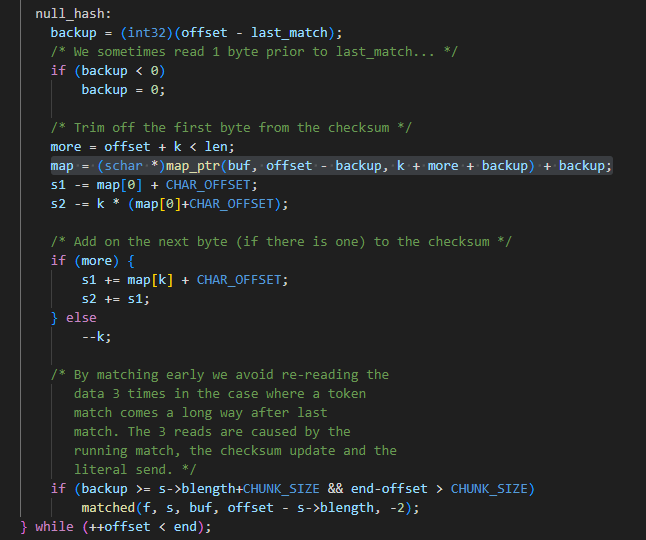 null_hash:
backup = (int32)(offset - last_match);
/* We sometimes read 1 byte prior to last_match... */
if (backup < 0)
backup = 0;
/* Trim off the first byte from the checksum */
more = offset + k < len;
map = (schar *)map_ptr(buf, offset - backup, k + more + backup) + backup;
s1 -= map[0] + CHAR_OFFSET;
s2 -= k * (map[0]+CHAR_OFFSET);
/* Add on the next byte (if there is one) to the checksum */
if (more) {
s1 += map[k] + CHAR_OFFSET;
s2 += s1;
} else
--k;
/* By matching early we avoid re-reading the
data 3 times in the case where a token
match comes a long way after last
match. The 3 reads are caused by the
running match, the checksum update and the
literal send. */
if (backup >= s->blength+CHUNK_SIZE && end-offset > CHUNK_SIZE)
matched(f, s, buf, offset - s->blength, -2);
} while (++offset < end);